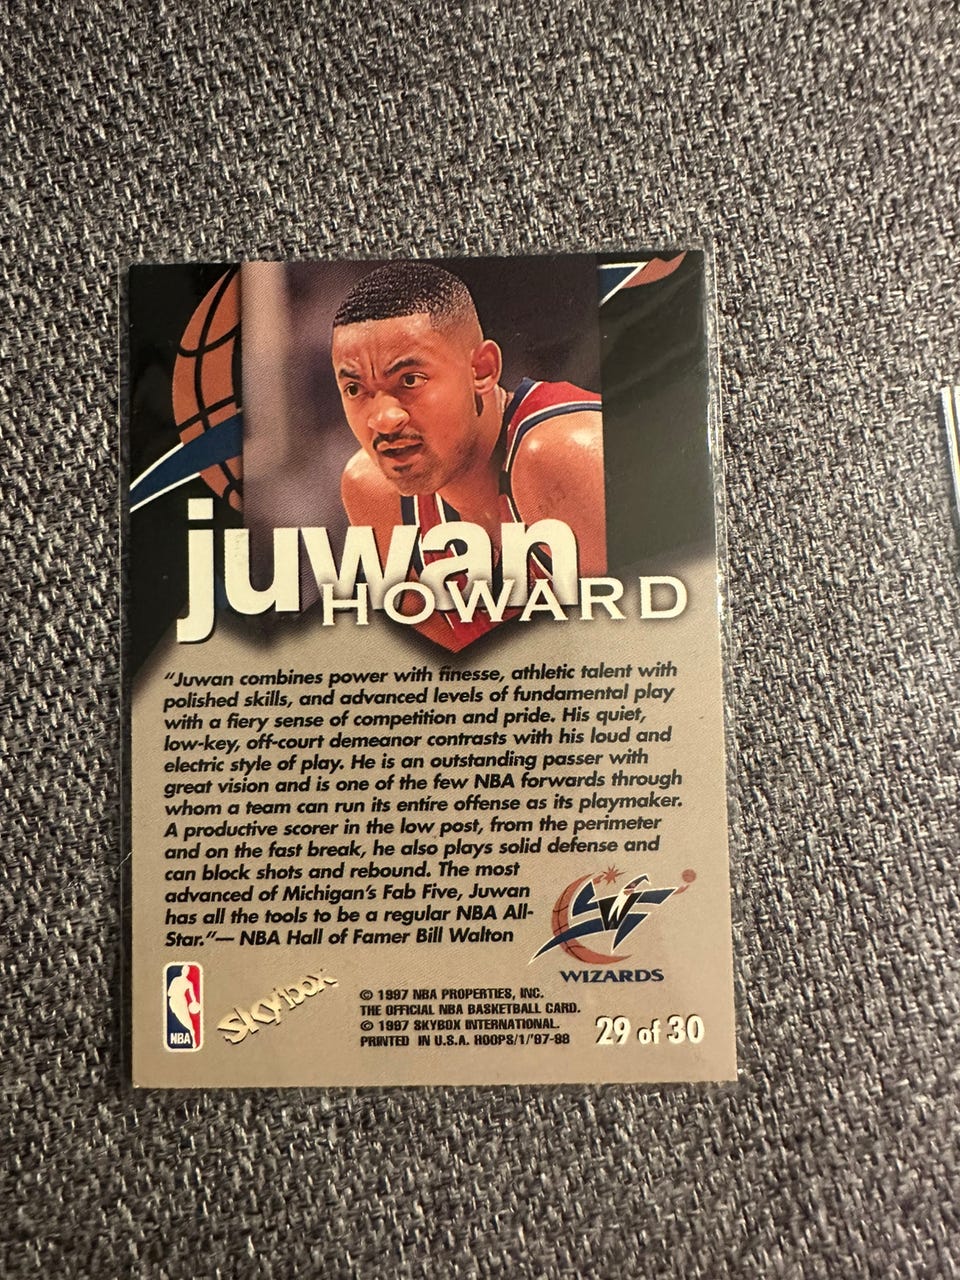 juwan
HOWARD
“Juwan combines power with finesse, athletic talent with
polished skills, and advanced levels of fundamental play
with a fiery sense of competition and pride. His quiet,
low-key, off-court demeanor contrasts with his loud and
electric style of play. He is an outstanding passer with
great vision and is one of the few NBA forwards through
whom a team can run its entire offense as its playmaker.
A productive scorer in the low post, from the perimeter
and on the fast break, he also plays solid defense and
can block shots and rebound. The most
advanced of Michigan’s Fab Five, Juwan
has all the tools to be a regular NBA All-
Star.”— NBA Hall of Famer Bill Walton
W
WIZARDS
NBA
Skybox
© 1997 NBA PROPERTIES, INC.
THE OFFICIAL NBA BASKETBALL CARD.
© 1997 SKYBOX INTERNATIONAL.
PRINTED IN U.S.A. HOOPS/1/'97-98
29 of 30